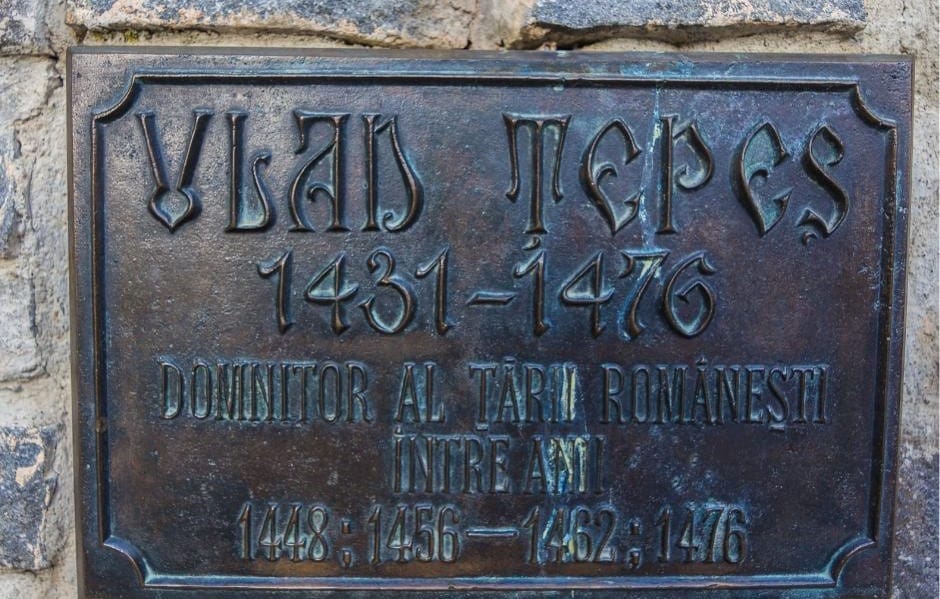 VLAD ȚEPEȘ
1431-1476
DOMNITOR AL ȚĂRII ROMÂNEȘTI
ÎNTRE ANII
1448; 1456-1462; 1476